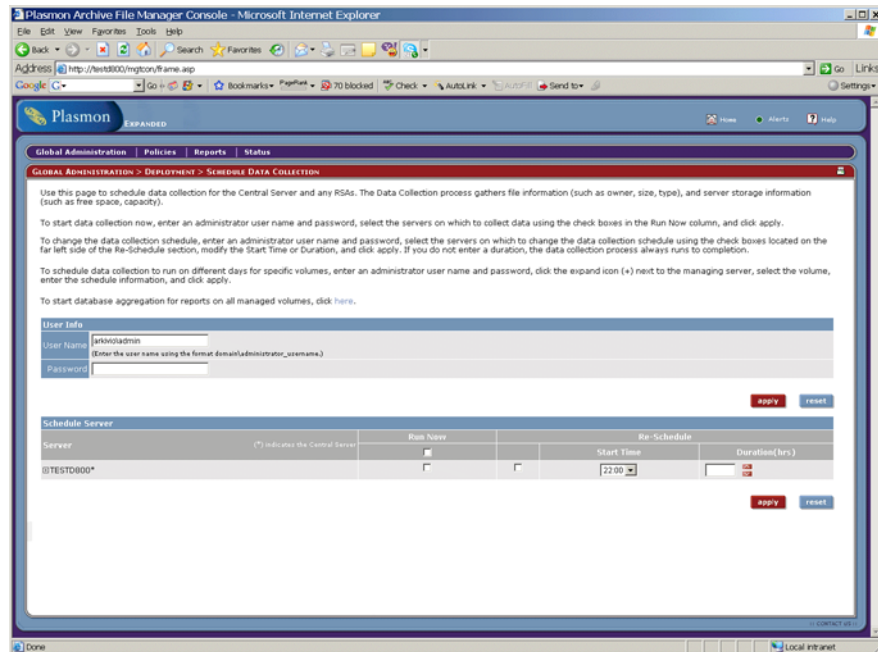 Plasmon Archive File Manager Console - Microsoft Internet Explorer
File Edit View Favorites Tools Help
Back Search Favorites
Address http://testd800/mgtcon/frame.asp Go Links
Google G Go Bookmarks PageRank 70 blocked Check AutoLink AutoFill Send to Settings
Plasmon EXPANDED Home Alerts Help
Global Administration | Policies | Reports | Status
GLOBAL ADMINISTRATION > DEPLOYMENT > SCHEDULE DATA COLLECTION
Use this page to schedule data collection for the Central Server and any RSAs. The Data Collection process gathers file information (such as owner, size, type), and server storage information
(such as free space, capacity).
To start data collection now, enter an administrator user name and password, select the servers on which to collect data using the check boxes in the Run Now column, and click apply.
To change the data collection schedule, enter an administrator user name and password, select the servers on which to change the data collection schedule using the check boxes located on the
far left side of the Re-Schedule section, modify the Start Time or Duration, and click apply. If you do not enter a duration, the data collection process always runs to completion.
To schedule data collection to run on different days for specific volumes, enter an administrator user name and password, click the expand icon (+) next to the managing server, select the volume,
enter the schedule information, and click apply.
To start database aggregation for reports on all managed volumes, click here.
User Info
User Name arkivio\admin
(Enter the user name using the format domain\administrator_username.)
Password
apply reset
Schedule Server
Server (*) indicates the Central Server Run Now Re-Schedule
Start Time Duration(hrs)
TESTD800* 22:00
apply reset
:: CONTACT US ::
Done Local intranet